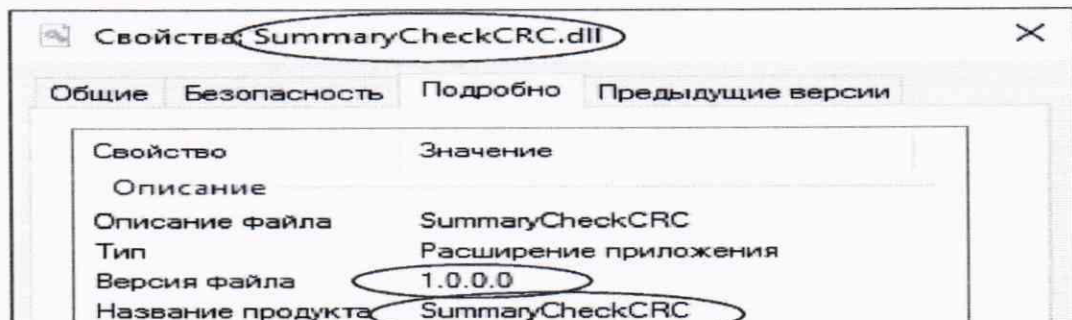 Свойства: SummaryCheckCRC.dll
Общие Безопасность Подробно Предыдущие версии
Свойство Значение
Описание
Описание файла SummaryCheckCRC
Тип Расширение приложения
Версия файла 1.0.0.0
Название продукта SummaryCheckCRC